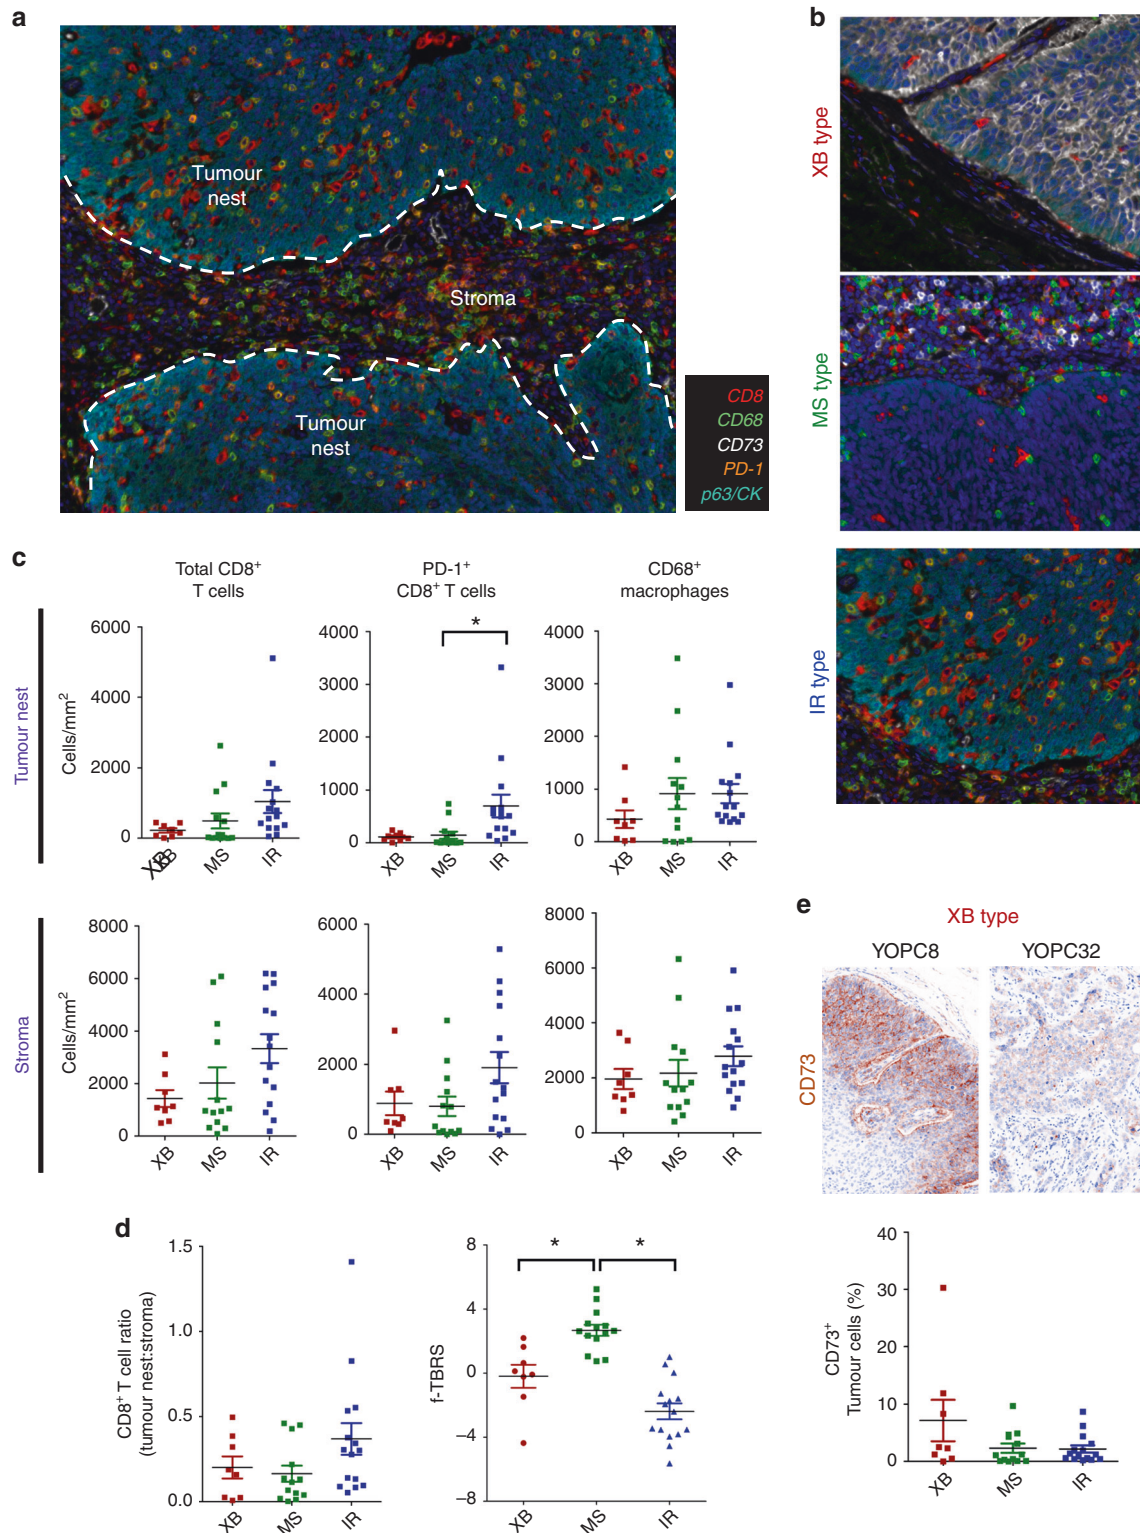 a
Tumour
nest
Stroma
Tumour
nest
CD8
CD68
CD73
PD-1
p63/CK
b
XB type
MS type
IR type
c
Total CD8+
T cells
PD-1+
CD8+ T cells
CD68+
macrophages
Tumour nest
Cells/mm2
6000
4000
2000
0
XB
XB
MS
IR
4000
3000
2000
1000
0
*
XB
MS
IR
4000
3000
2000
1000
0
XB
MS
IR
Stroma
Cells/mm2
8000
6000
4000
2000
0
XB
MS
IR
6000
4000
2000
0
XB
MS
IR
8000
6000
4000
2000
0
XB
MS
IR
d
CD8+ T cell ratio
(tumour nest:stroma)
1.5
1.0
0.5
0.0
XB
MS
IR
f-TBRS
8
4
0
−4
−8
*
*
XB
MS
IR
e
XB type
YOPC8
YOPC32
CD73
CD73+
Tumour cells (%)
40
30
20
10
0
XB
MS
IR